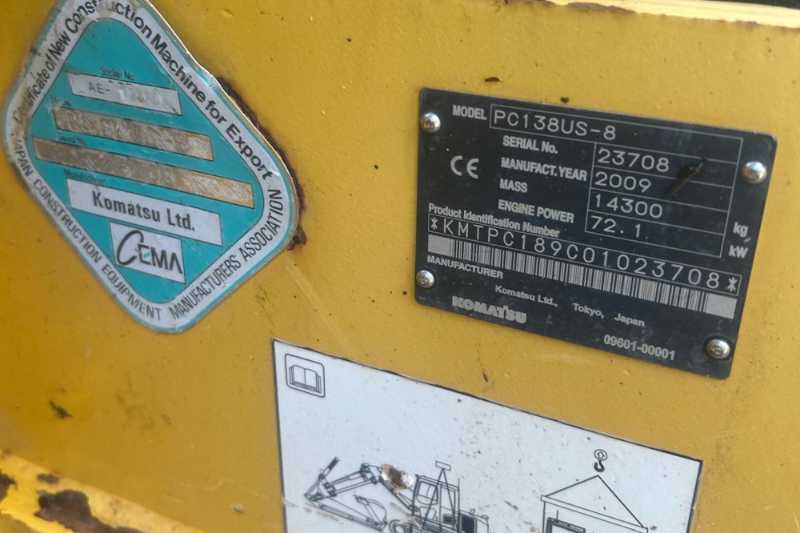 Certificate of New Construction Machine for Export
Serial No.
AE-
Komatsu Ltd.
CEMA
JAPAN CONSTRUCTION EQUIPMENT MANUFACTURERS ASSOCIATION
MODEL PC138US-8
SERIAL No. 23708
MANUFACT.YEAR 2009
MASS 14300 kg
ENGINE POWER 72.1 kW
CE
Product Identification Number
*KMTPC189C01023708*
MANUFACTURER
Komatsu Ltd., Tokyo, Japan
KOMATSU
09601-00001